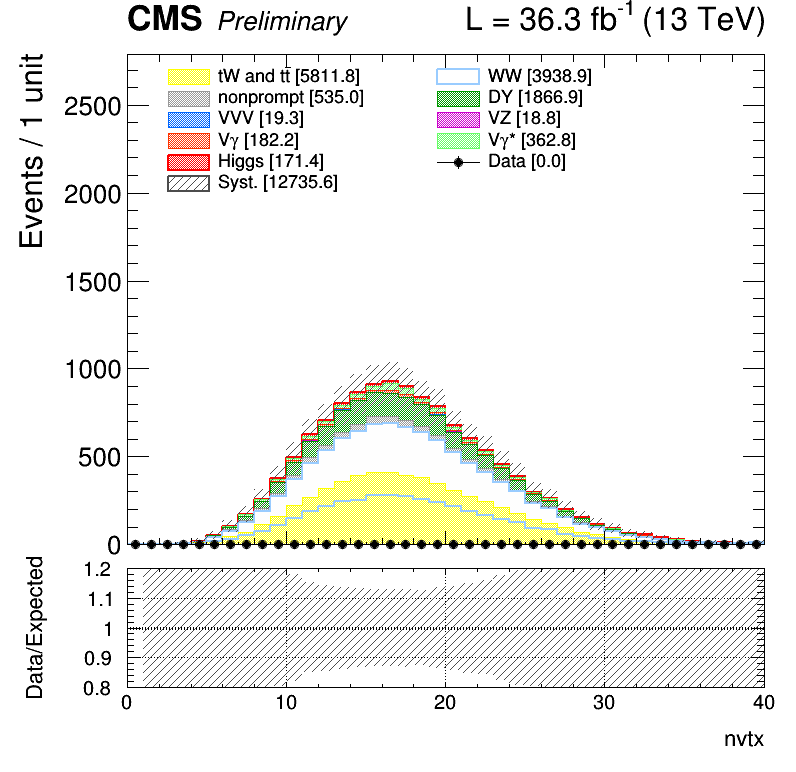 CMS Preliminary L = 36.3 fb⁻¹ (13 TeV)
Events / 1 unit
2500
2000
1500
1000
500
0
tW and tt̄ [5811.8]
nonprompt [535.0]
VVV [19.3]
Vγ [182.2]
Higgs [171.4]
Syst. [12735.6]
WW [3938.9]
DY [1866.9]
VZ [18.8]
Vγ* [362.8]
Data [0.0]
Data/Expected
1.2
1.1
1
0.9
0.8
0 10 20 30 40
nvtx